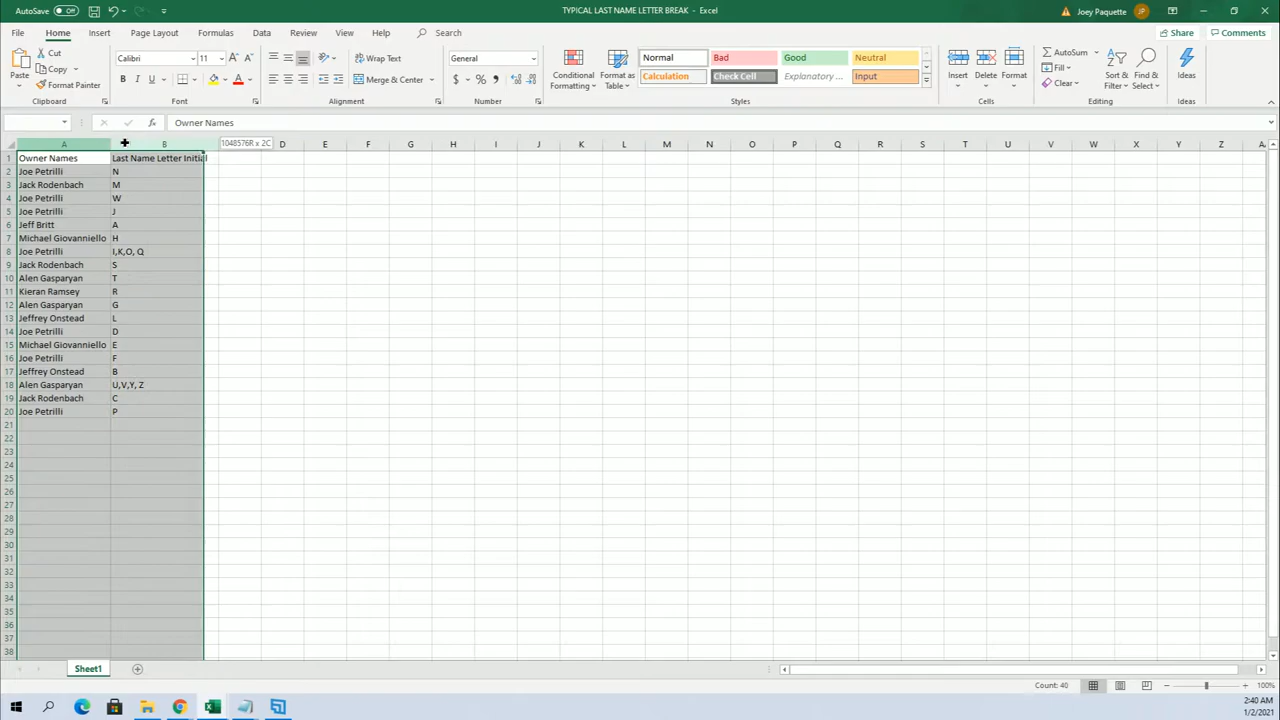 AutoSave Off TYPICAL LAST NAME LETTER BREAK - Excel Joey Paquette JP
File Home Insert Page Layout Formulas Data Review View Help Search Share Comments
Paste Cut Copy Format Painter Clipboard
Calibri 11 B I U Font
Wrap Text Merge & Center Alignment
General $ % Number
Conditional Formatting Format as Table
Normal Bad Good Neutral
Calculation Check Cell Explanatory ... Input
Styles
Insert Delete Format Cells
AutoSum Fill Clear Sort & Filter Find & Select Editing
Ideas Ideas
fx Owner Names
A B 1048576R x 2C D E F G H I J K L M N O P Q R S T U V W X Y Z
1 Owner Names Last Name Letter Initial
2 Joe Petrilli N
3 Jack Rodenbach M
4 Joe Petrilli W
5 Joe Petrilli J
6 Jeff Britt A
7 Michael Giovanniello H
8 Joe Petrilli I,K,O, Q
9 Jack Rodenbach S
10 Alen Gasparyan T
11 Kieran Ramsey R
12 Alen Gasparyan G
13 Jeffrey Onstead L
14 Joe Petrilli D
15 Michael Giovanniello E
16 Joe Petrilli F
17 Jeffrey Onstead B
18 Alen Gasparyan U,V,Y, Z
19 Jack Rodenbach C
20 Joe Petrilli P
21
22
23
24
25
26
27
28
29
30
31
32
33
34
35
36
37
38
Sheet1
Count: 40 100%
2:40 AM
1/2/2021